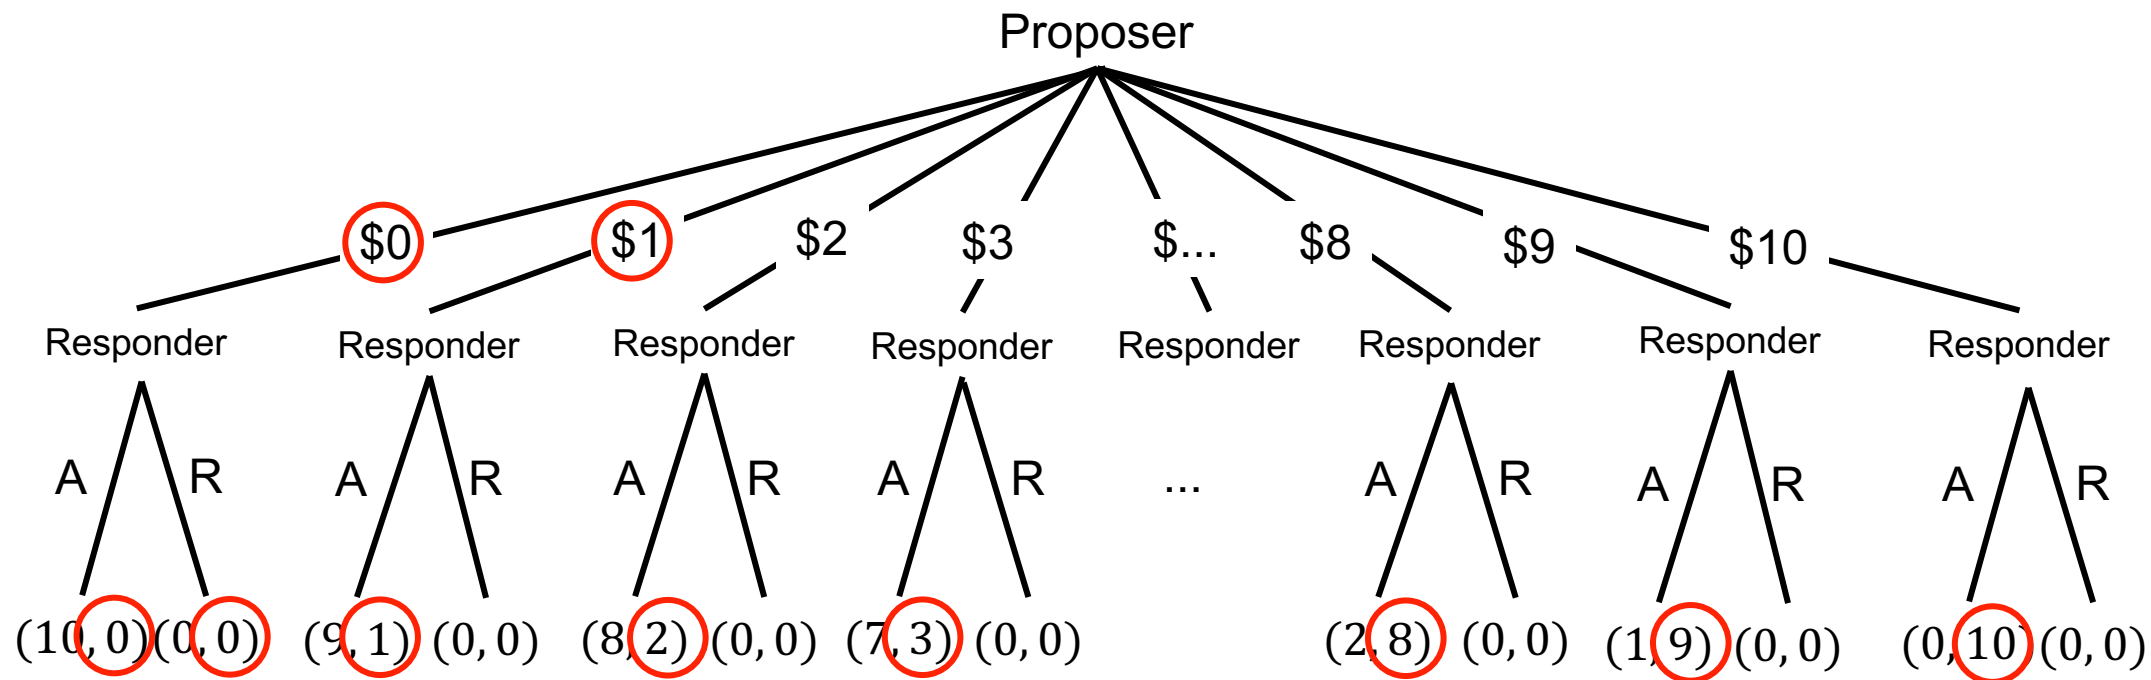 Proposer
$0 $1 $2 $3 $... $8 $9 $10
Responder Responder Responder Responder Responder Responder Responder Responder
A R A R A R A R ... A R A R A R
(10, 0) (0, 0) (9, 1) (0, 0) (8, 2) (0, 0) (7, 3) (0, 0) (2, 8) (0, 0) (1, 9) (0, 0) (0, 10) (0, 0)